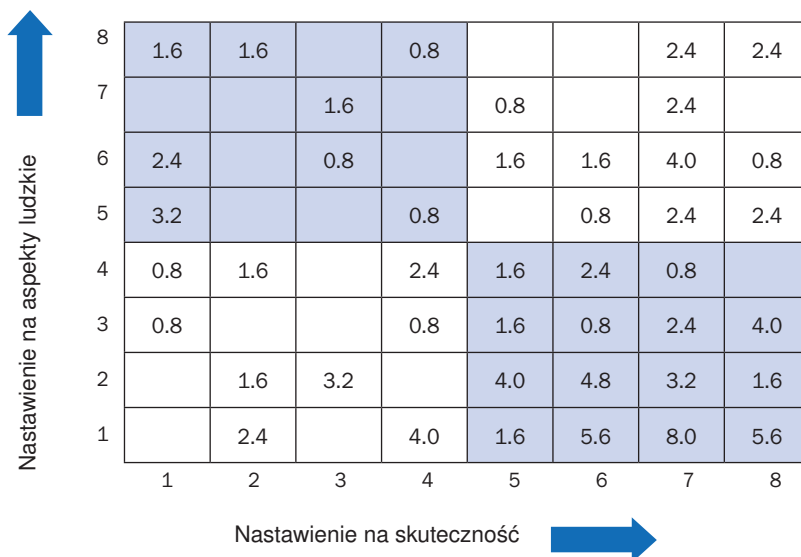 Nastawienie na aspekty ludzkie
8 1.6 1.6 0.8 2.4 2.4
7 1.6 0.8 2.4
6 2.4 0.8 1.6 1.6 4.0 0.8
5 3.2 0.8 0.8 2.4 2.4
4 0.8 1.6 2.4 1.6 2.4 0.8
3 0.8 0.8 1.6 0.8 2.4 4.0
2 1.6 3.2 4.0 4.8 3.2 1.6
1 2.4 4.0 1.6 5.6 8.0 5.6
1 2 3 4 5 6 7 8
Nastawienie na skuteczność